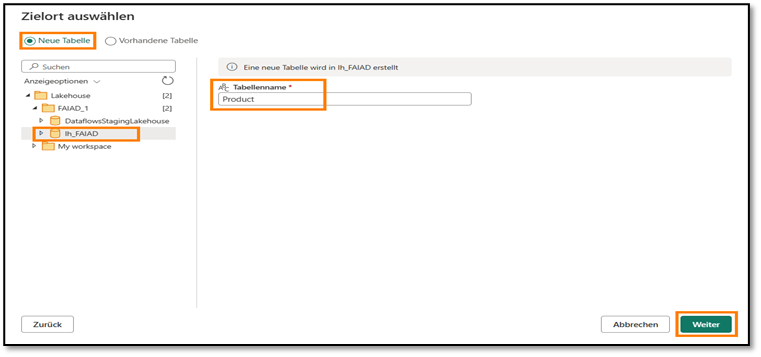 Zielort auswählen
Neue Tabelle
Vorhandene Tabelle
Suchen
Anzeigeoptionen
Lakehouse [2]
FAIAD_1 [2]
DataflowsStagingLakehouse
lh_FAIAD
My workspace
Eine neue Tabelle wird in lh_FAIAD erstellt
Tabellenname *
Product
Zurück
Abbrechen
Weiter